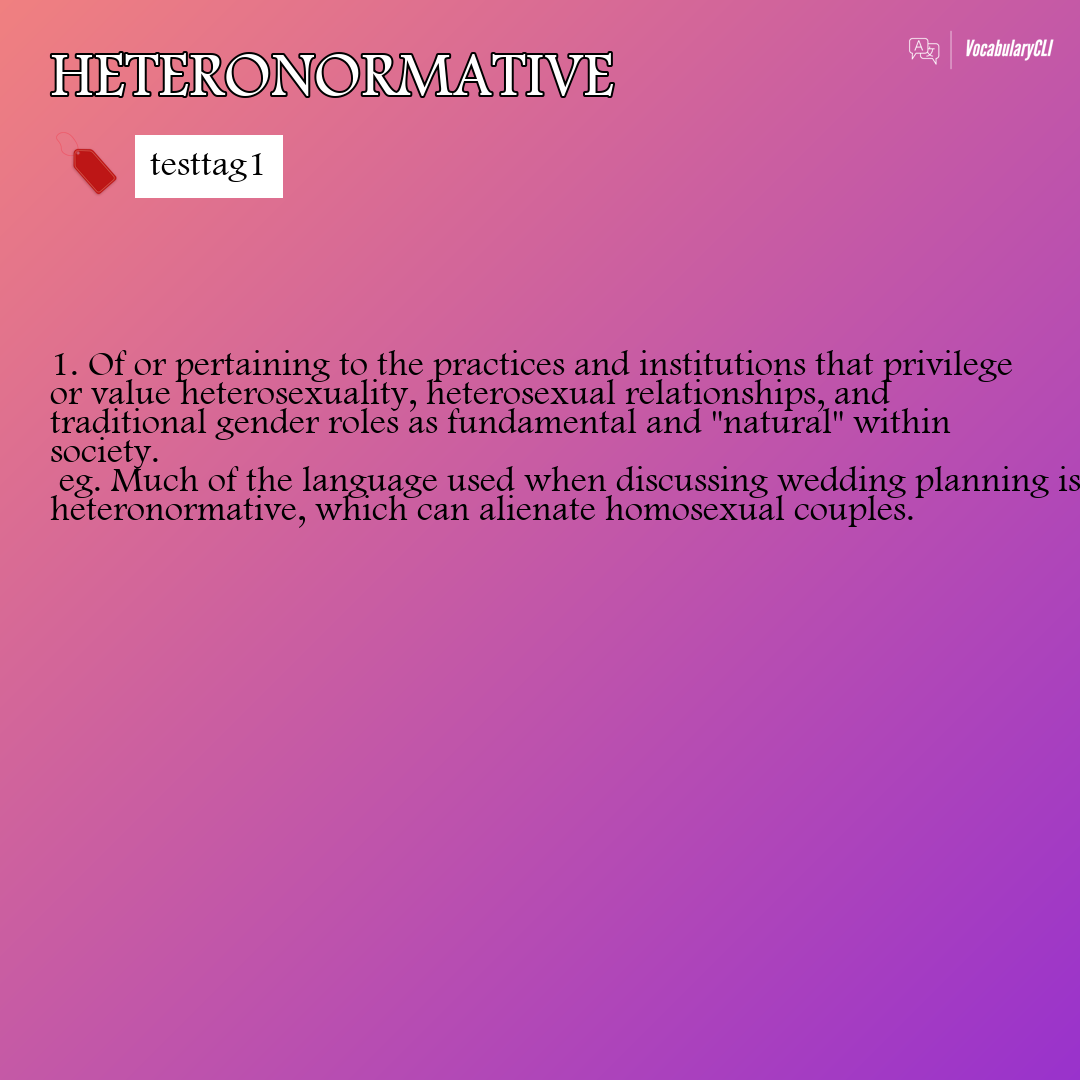 HETERONORMATIVE
VocabularyCLI
testtag1
1. Of or pertaining to the practices and institutions that privilege
or value heterosexuality, heterosexual relationships, and
traditional gender roles as fundamental and "natural" within
society.
eg. Much of the language used when discussing wedding planning is
heteronormative, which can alienate homosexual couples.